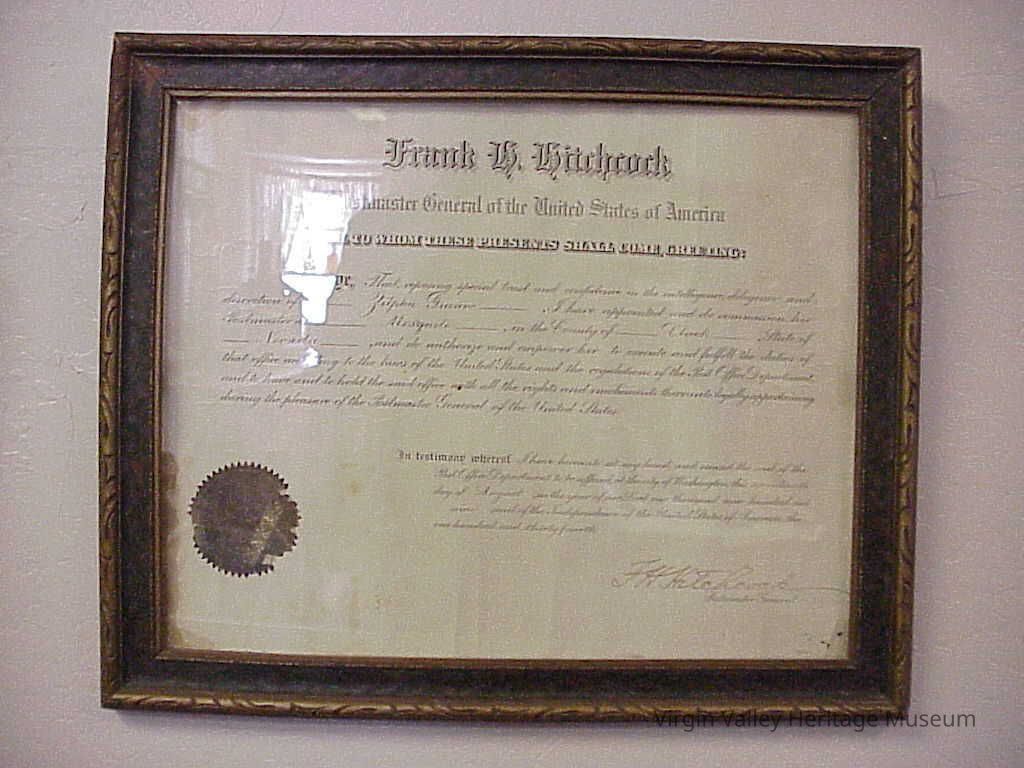 Frank H. Hitchcock
master General of the United States of America
TO WHOM THESE PRESENTS SHALL COME, GREETING:
ye, That, reposing special trust and confidence in the intelligence, diligence and
discretion of Zilpha , I have appointed and do commission her
Postmaster Mesquite , in the County of Clark State of
Nevada , and do authorize and empower her to execute and fulfill the duties of
that office according to the laws of the United States and the regulations of the Post Office Department,
and to have and to hold the said office with all the rights and emoluments thereunto legally appertaining
during the pleasure of the Postmaster General of the United States.
In testimony whereof I have hereunto set my hand and caused the seal of the
Post Office Department to be affixed, at the city of Washington, this
day of August in the year of our Lord one thousand nine hundred and
nine and of the Independence of the United States of America the
one hundred and thirty fourth
F H Hitchcock
Postmaster General
Virgin Valley Heritage Museum